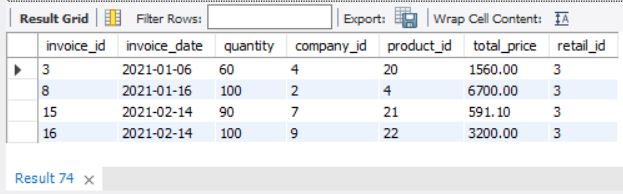 Result Grid Filter Rows: Export: Wrap Cell Content: IA
invoice_id invoice_date quantity company_id product_id total_price retail_id
3 2021-01-06 60 4 20 1560.00 3
8 2021-01-16 100 2 4 6700.00 3
15 2021-02-14 90 7 21 591.10 3
16 2021-02-14 100 9 22 3200.00 3
Result 74 ×